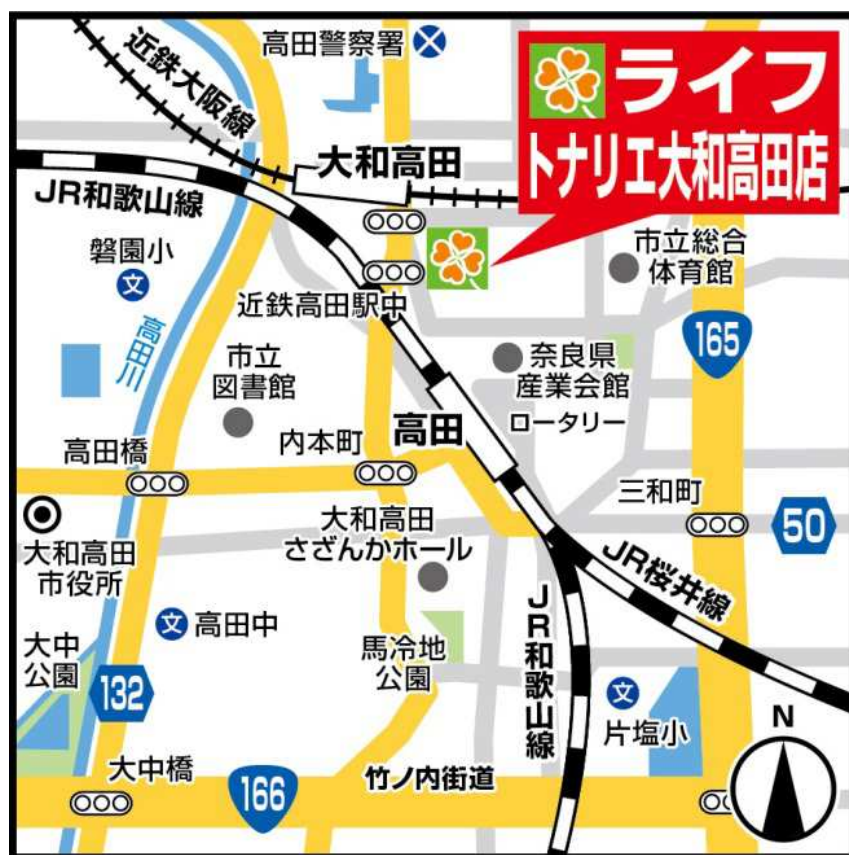 高田警察署
ライフ
トナリエ大和高田店
近鉄大阪線
大和高田
JR和歌山線
磐園小
文
市立総合
体育館
近鉄高田駅中
高田川
165
市立
図書館
奈良県
産業会館
ロータリー
高田
内本町
高田橋
三和町
50
大和高田
市役所
大和高田
さざんかホール
JR桜井線
文
高田中
大中
公園
馬冷地
公園
JR和歌山線
132
文
片塩小
N
大中橋
166
竹ノ内街道